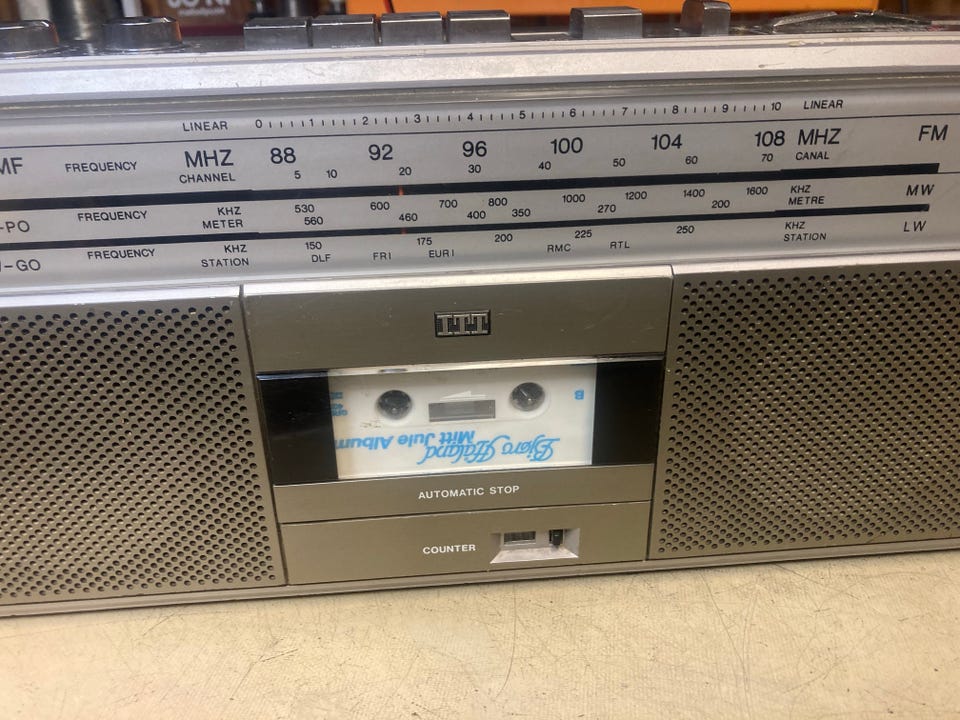 LINEAR 0 1 2 3 4 5 6 7 8 9 10 LINEAR
MF FREQUENCY MHZ 88 92 96 100 104 108 MHZ FM
CHANNEL 5 10 20 30 40 50 60 70 CANAL
-PO FREQUENCY KHZ 530 600 700 800 1000 1200 1400 1600 KHZ MW
METER 560 460 400 350 270 200 METRE
-GO FREQUENCY KHZ 150 175 200 225 250 KHZ LW
STATION DLF FRI EURI RMC RTL STATION
ITT
B
Bjøro Håland
Mitt Jule Album
AUTOMATIC STOP
COUNTER